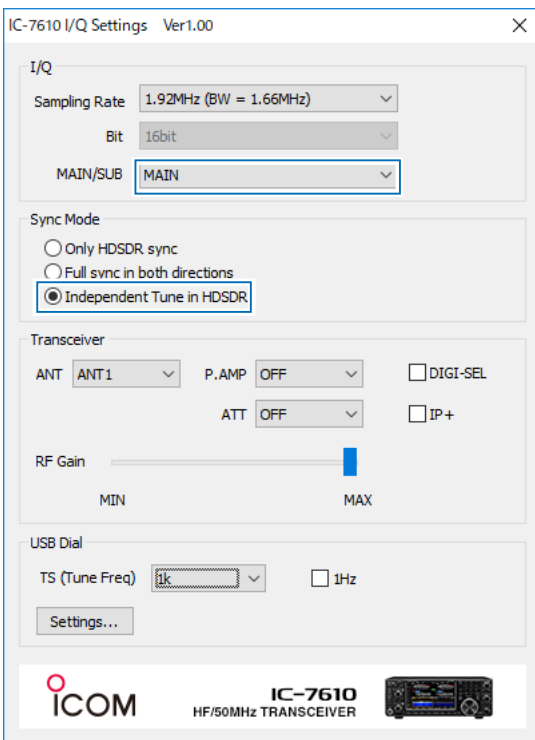 IC-7610 I/Q Settings Ver1.00
I/Q
Sampling Rate 1.92MHz (BW = 1.66MHz)
Bit 16bit
MAIN/SUB MAIN
Sync Mode
Only HDSDR sync
Full sync in both directions
Independent Tune in HDSDR
Transceiver
ANT ANT1 P.AMP OFF DIGI-SEL
ATT OFF IP+
RF Gain
MIN MAX
USB Dial
TS (Tune Freq) 1k 1Hz
Settings...
ICOM IC-7610
HF/50MHz TRANSCEIVER